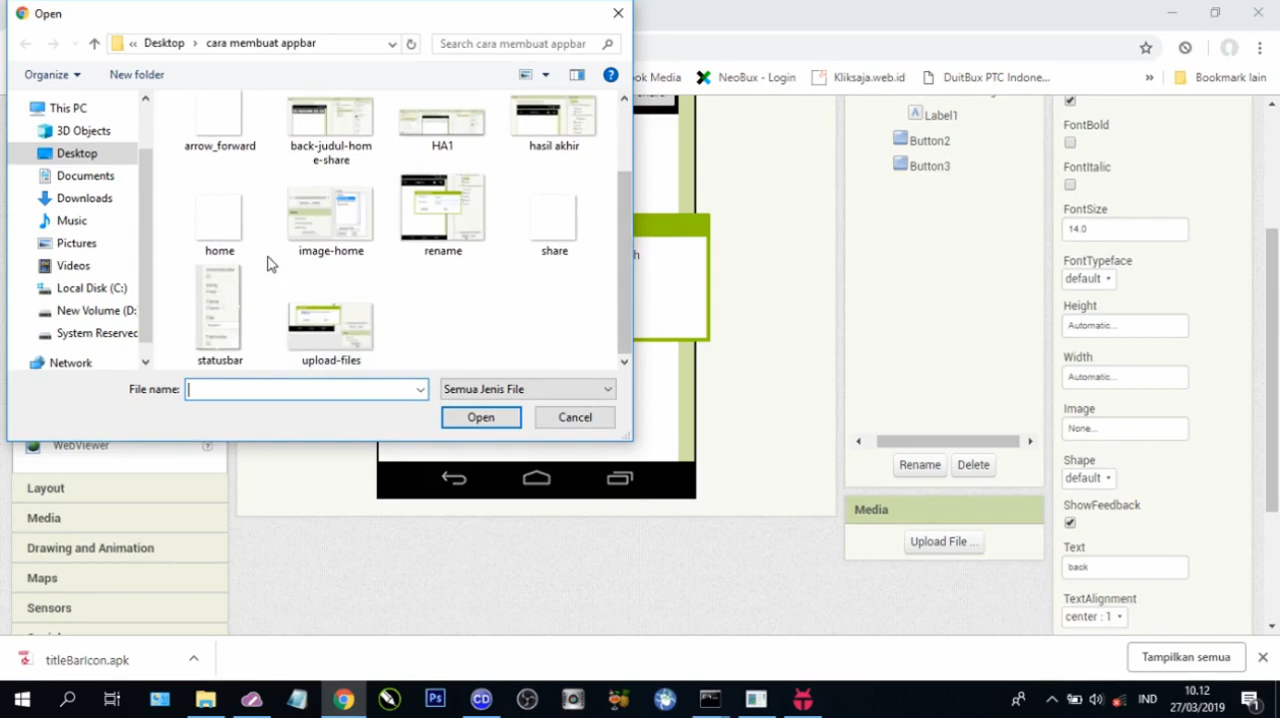 Open
Desktop
cara membuat appbar
Search cara membuat appbar
Organize
New folder
This PC
3D Objects
Desktop
Documents
Downloads
Music
Pictures
Videos
Local Disk (C:)
New Volume (D:
System Reserved
Network
arrow_forward
back-judul-hom
e-share
HA1
hasil akhir
home
image-home
rename
share
statusbar
upload-files
File name:
Semua Jenis File
Open
Cancel
ok Media
NeoBux - Login
Kliksaja.web.id
DuitBux PTC Indone...
»
Bookmark lain
Label1
Button2
Button3
Rename
Delete
Media
Upload File ...
FontBold
FontItalic
FontSize
14.0
FontTypeface
default
Height
Automatic...
Width
Automatic...
Image
None...
Shape
default
ShowFeedback
Text
back
TextAlignment
center : 1
WebViewer
Layout
Media
Drawing and Animation
Maps
Sensors
titleBarIcon.apk
Tampilkan semua
Ps
CD
IND
10.12
27/03/2019